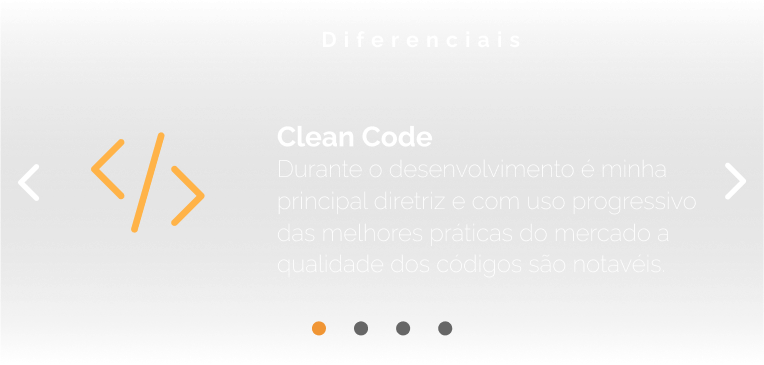 Diferenciais
Clean Code
Durante o desenvolvimento é minha
principal diretriz e com uso progressivo
das melhores práticas do mercado a
qualidade dos códigos são notavéis.